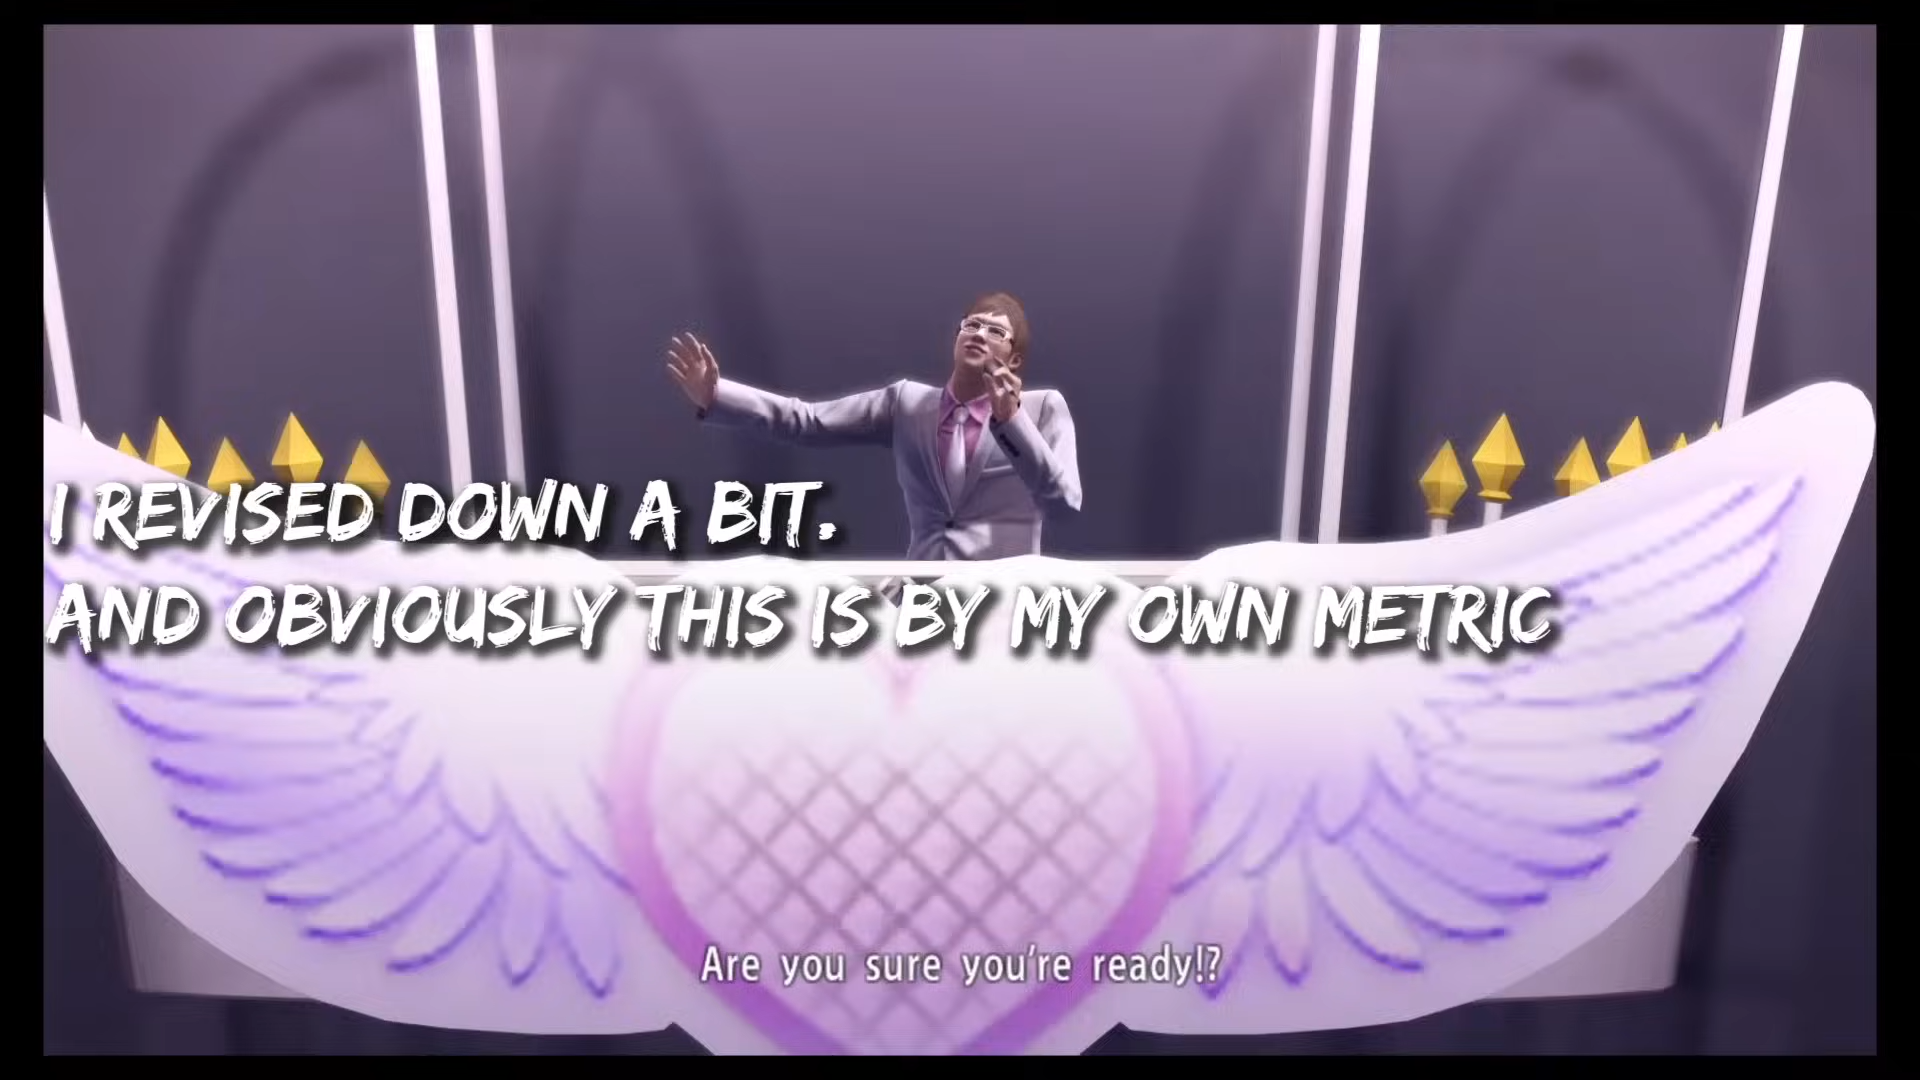 I REVISED DOWN A BIT.
AND OBVIOUSLY THIS IS BY MY OWN METRIC
Are you sure you're ready!?